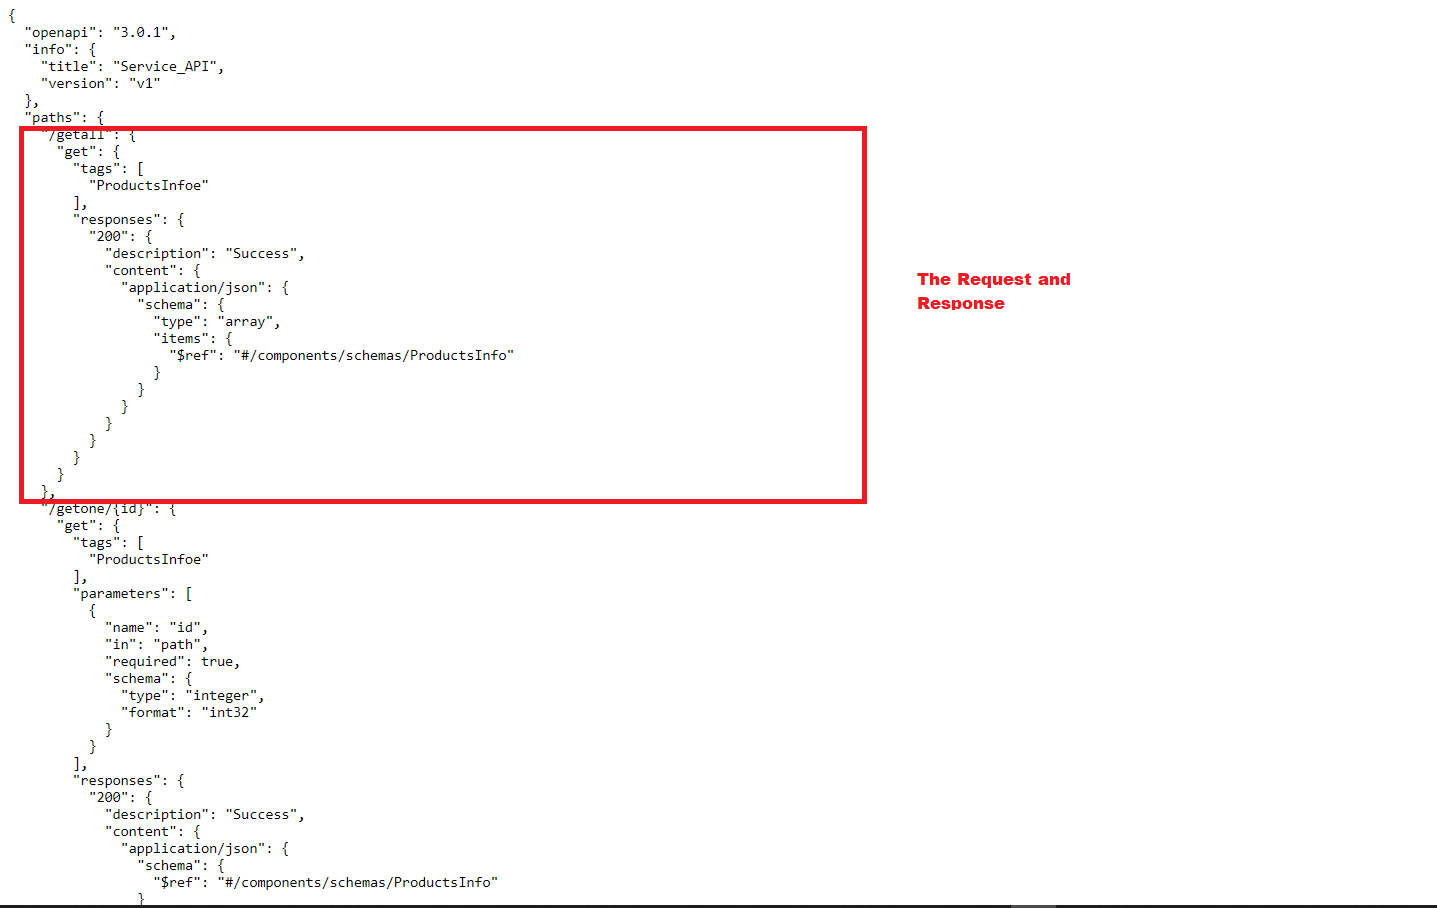 {
  "openapi": "3.0.1",
  "info": {
    "title": "Service_API",
    "version": "v1"
  },
  "paths": {
    "/getall": {
      "get": {
        "tags": [
          "ProductsInfoe"
        ],
        "responses": {
          "200": {
            "description": "Success",
            "content": {
              "application/json": {
                "schema": {
                  "type": "array",
                  "items": {
                    "$ref": "#/components/schemas/ProductsInfo"
                  }
                }
              }
            }
          }
        }
      }
    },
    "/getone/{id}": {
      "get": {
        "tags": [
          "ProductsInfoe"
        ],
        "parameters": [
          {
            "name": "id",
            "in": "path",
            "required": true,
            "schema": {
              "type": "integer",
              "format": "int32"
            }
          }
        ],
        "responses": {
          "200": {
            "description": "Success",
            "content": {
              "application/json": {
                "schema": {
                  "$ref": "#/components/schemas/ProductsInfo"
                }
The Request and
Response